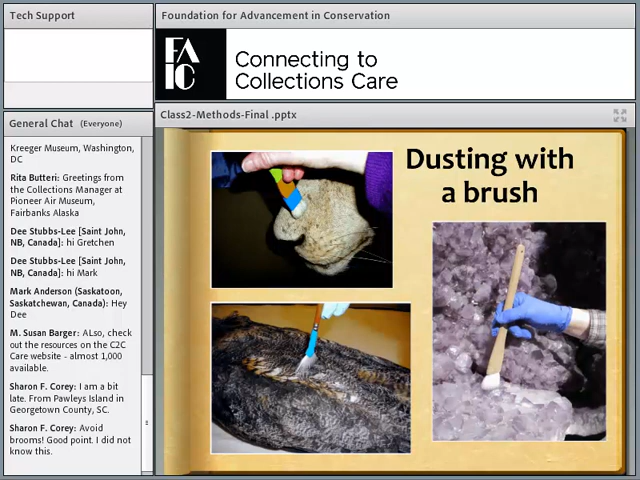 Tech Support
Foundation for Advancement in Conservation
FA
IC
Connecting to
Collections Care
General Chat (Everyone)
Kreeger Museum, Washington,
DC
Rita Butteri: Greetings from
the Collections Manager at
Pioneer Air Museum,
Fairbanks Alaska
Dee Stubbs-Lee [Saint John,
NB, Canada]: hi Gretchen
Dee Stubbs-Lee [Saint John,
NB, Canada]: hi Mark
Mark Anderson (Saskatoon,
Saskatchewan, Canada): Hey
Dee
M. Susan Barger: ALso, check
out the resources on the C2C
Care website - almost 1,000
available.
Sharon F. Corey: I am a bit
late. From Pawleys Island in
Georgetown County, SC.
Sharon F. Corey: Avoid
brooms! Good point. I did not
know this.
Class2-Methods-Final .pptx
Dusting with
a brush